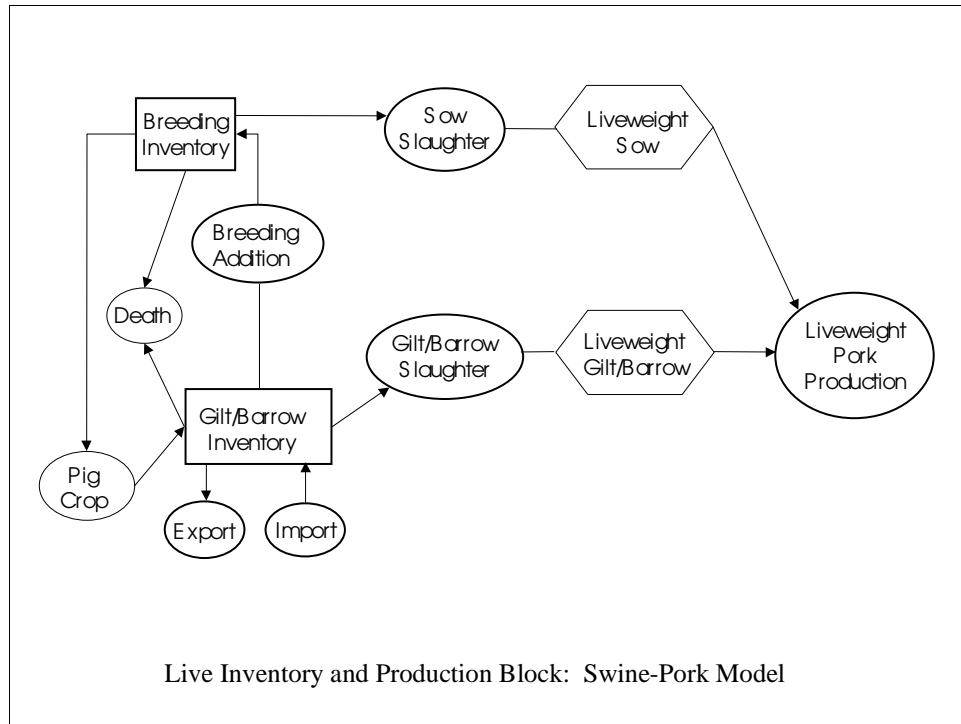 Breeding
Inventory
Sow
Slaughter
Liveweight
Sow
Breeding
Addition
Death
Gilt/Barrow
Slaughter
Liveweight
Gilt/Barrow
Liveweight
Pork
Production
Gilt/Barrow
Inventory
Pig
Crop
Export
Import
Live Inventory and Production Block: Swine-Pork Model